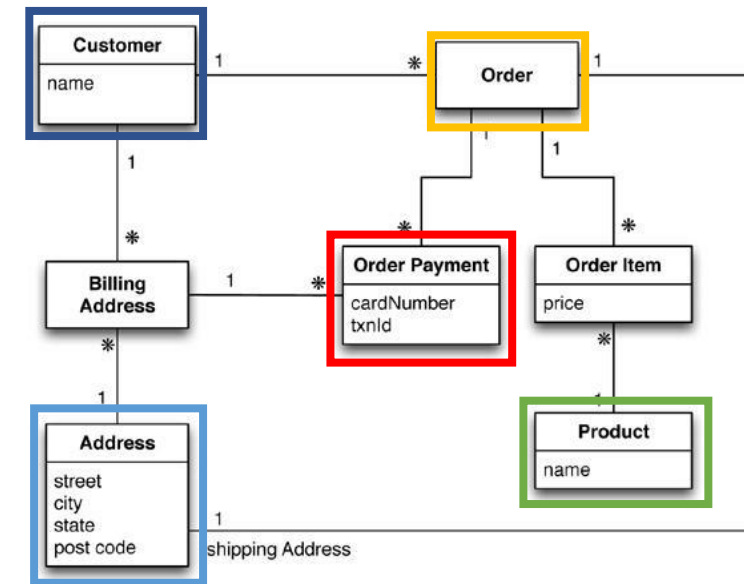 Customer
name
1
*
Order
1
1
*
1
*
1
*
Billing
Address
1
*
Order Payment
cardNumber
txnId
Order Item
price
*
1
*
1
Address
street
city
state
post code
Product
name
1
shipping Address